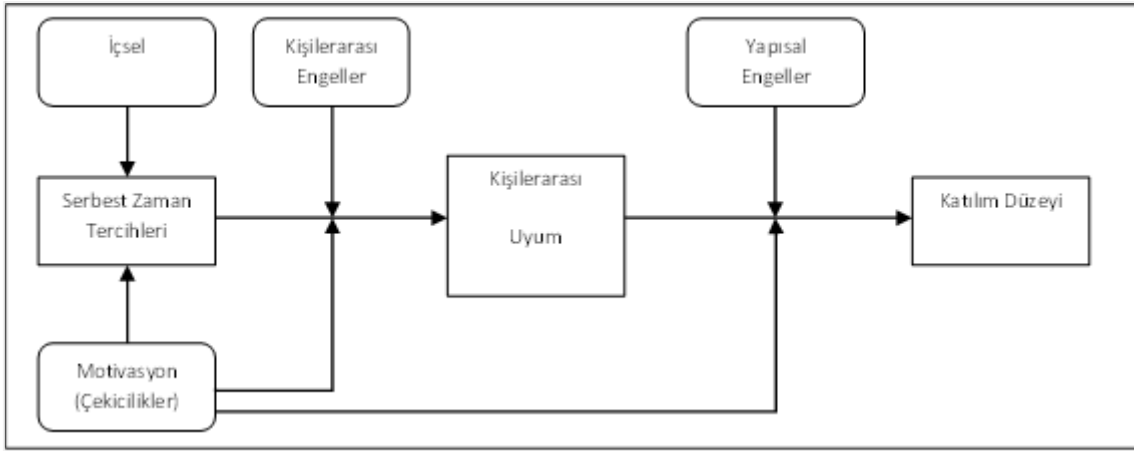 İçsel
Kişilerarası
Engeller
Yapısal
Engeller
Serbest Zaman
Tercihleri
Kişilerarası
Uyum
Katılım Düzeyi
Motivasyon
(Çekicilikler)